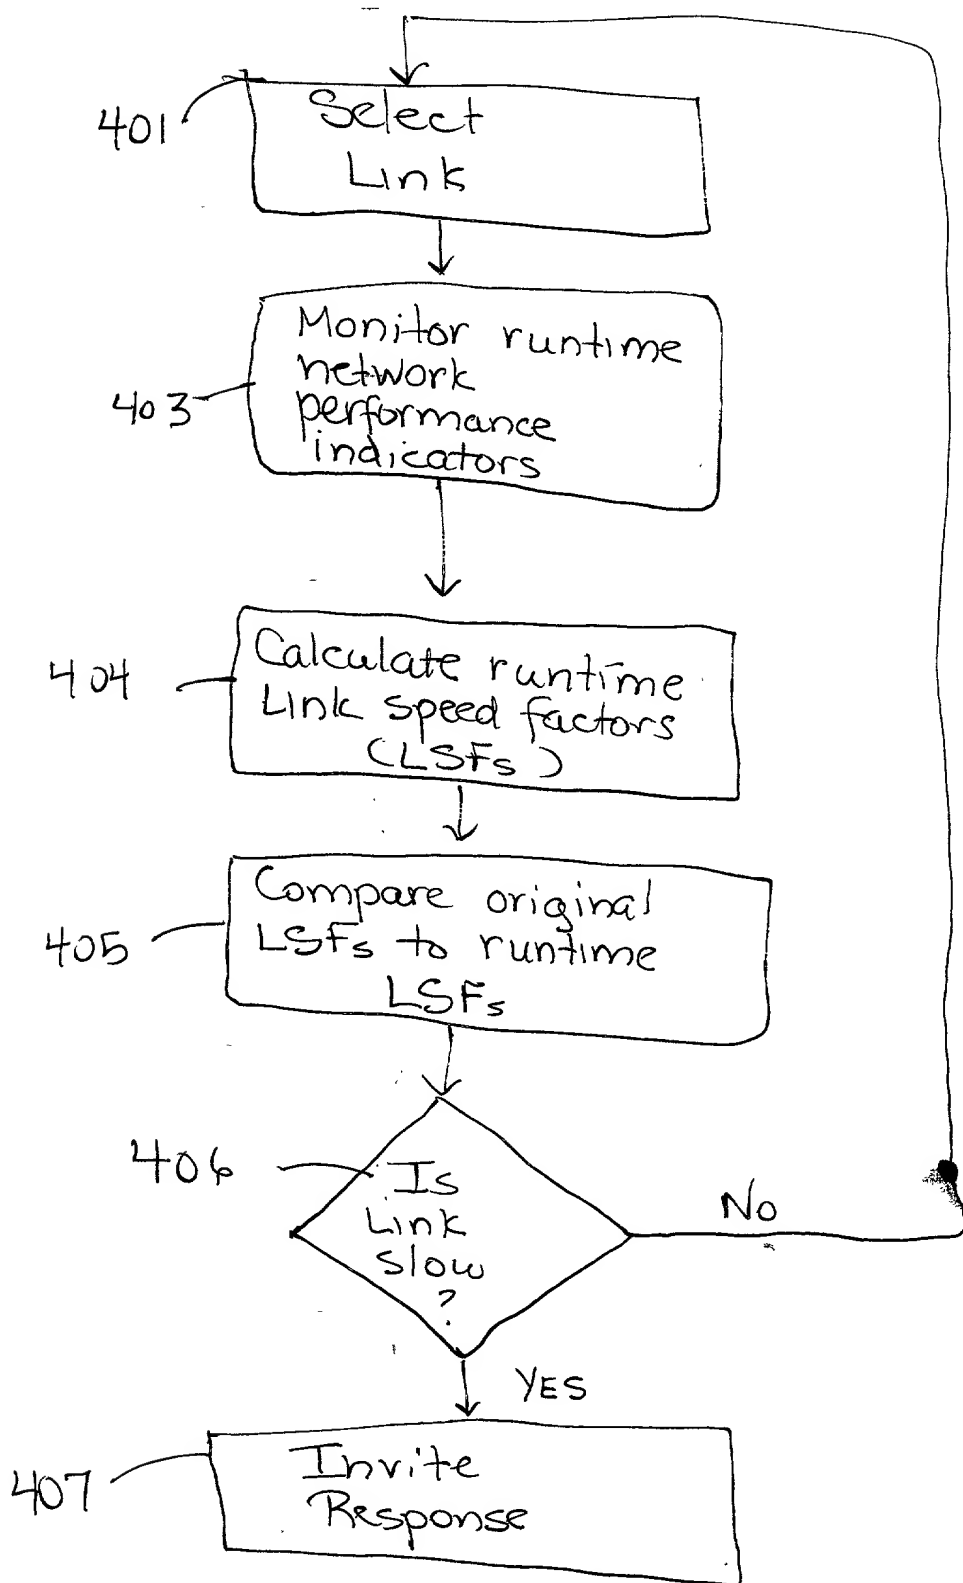 401
Select
Link
Monitor runtime
network
403
performance
indicators
404
Calculate runtime
Link speed factors
(LSFs)
405
Compare original
LSFs to runtime
LSFs
406
Is
Link
slow
?
No
YES
407
Invite
Response